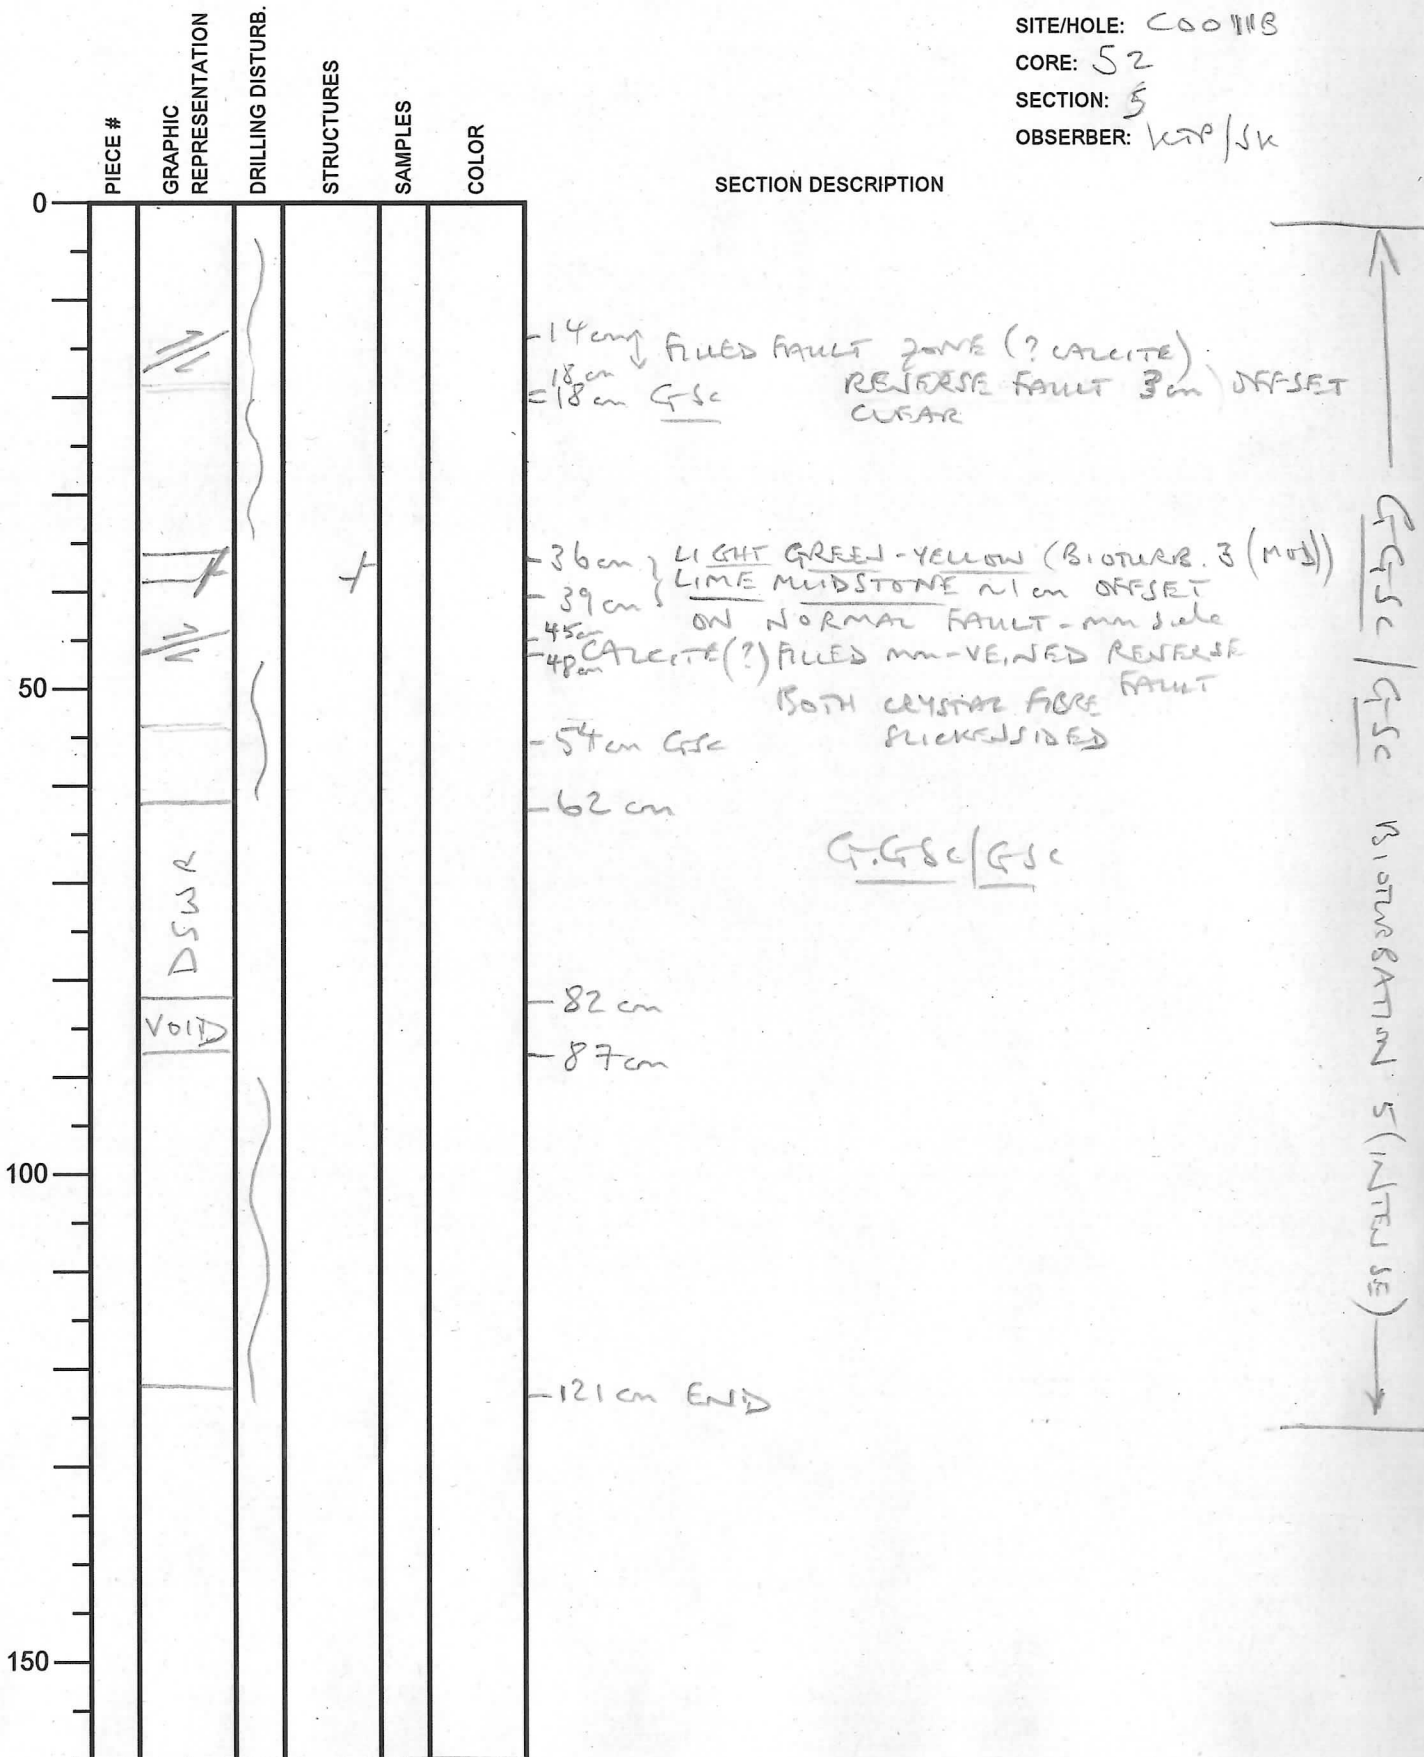 SITE/HOLE: C0011B
CORE: 52
SECTION: 5
OBSERBER: KTP/SK
PIECE #
GRAPHIC
REPRESENTATION
DRILLING DISTURB.
STRUCTURES
SAMPLES
COLOR
SECTION DESCRIPTION
0
14cm
18cm
FILLED FAULT ZONE (? CALCITE)
REVERSE FAULT 3cm OFFSET
CLEAR
18cm GSc
36cm
39cm
LIGHT GREEN-YELLOW (BIOTURB. 3 (MOD))
LIME MUDSTONE ~1cm OFFSET
ON NORMAL FAULT - mm
45cm
48cm
CALCITE(?) FILLED mm-VEINED REVERSE
FAULT
BOTH CRYSTAL FIBRE
SLICKENSIDED
50
54cm GSc
62cm
G.GSc/GSc
DSWR
82cm
VOID
87cm
100
121cm END
150
G.GSc/GSc BIOTURBATION 5 (INTENSE)